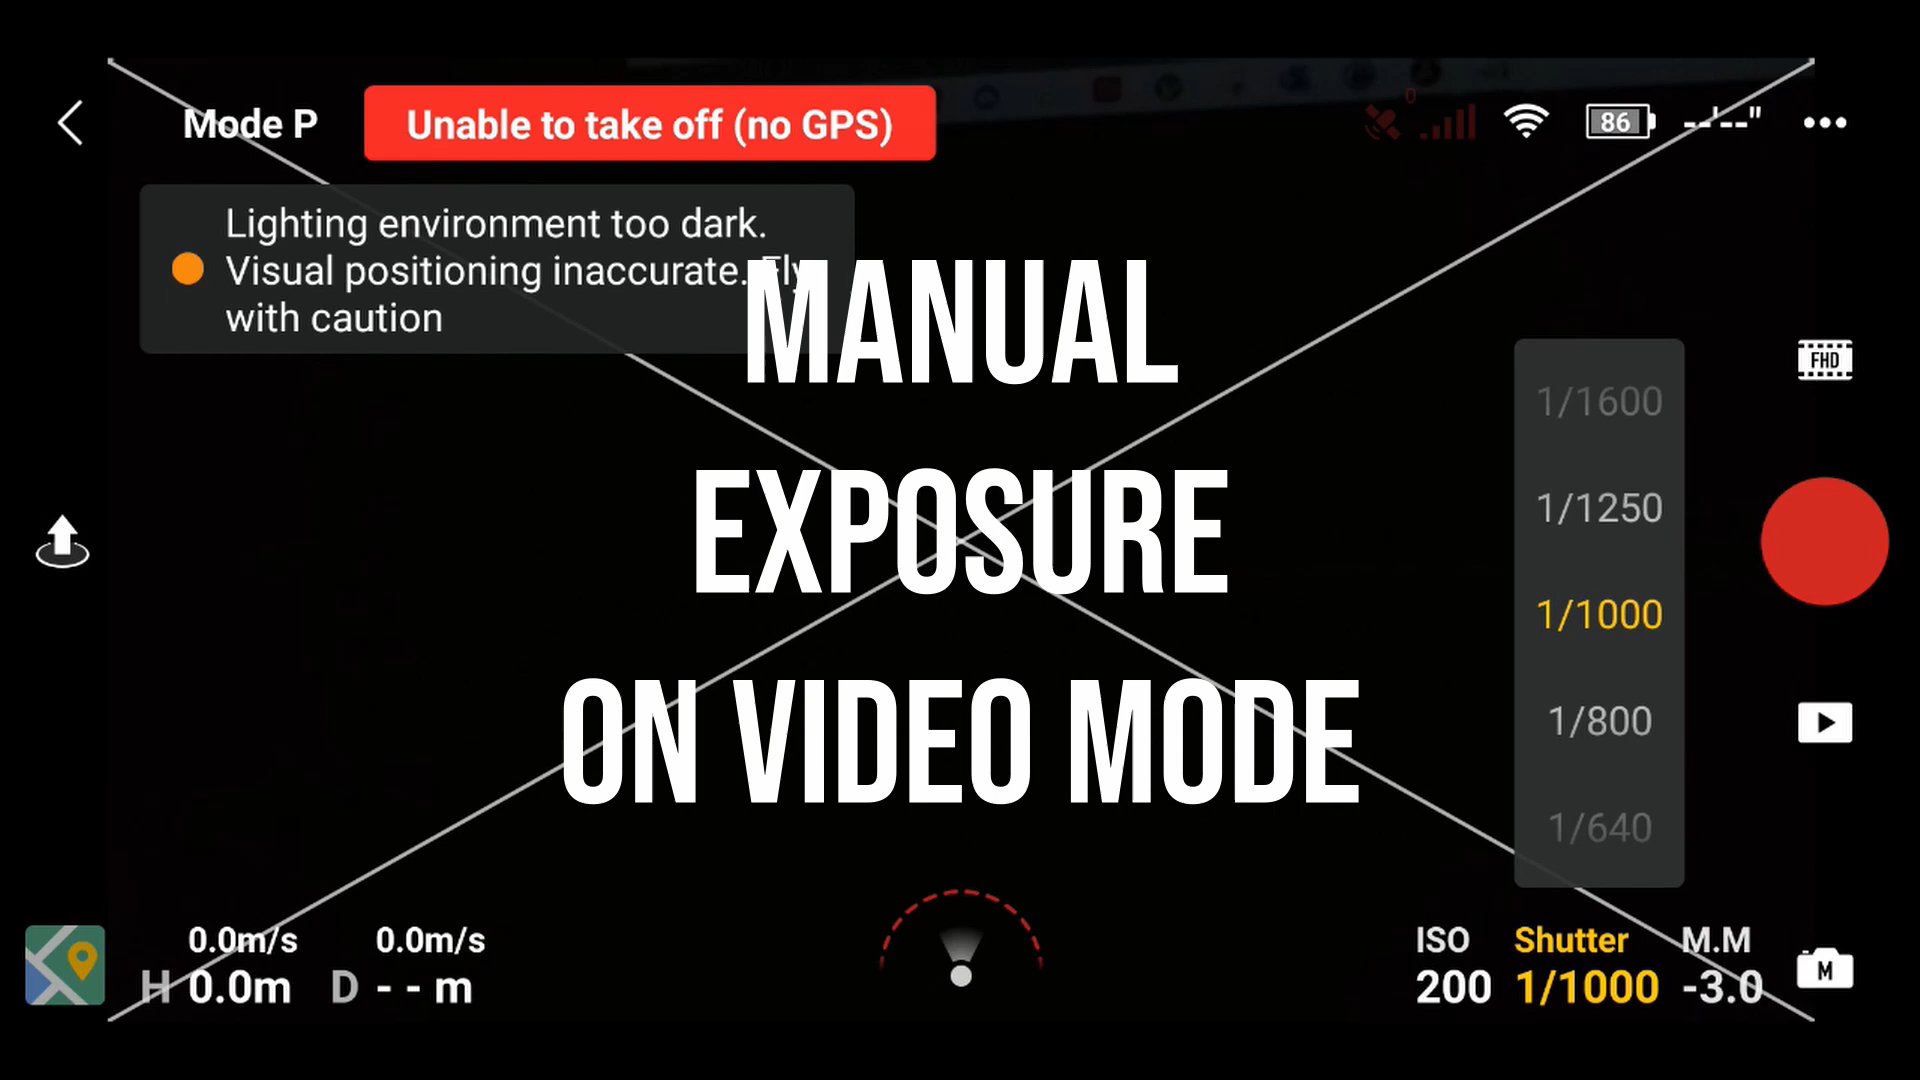 Mode P
Unable to take off (no GPS)
0
86
--'--"
Lighting environment too dark.
Visual positioning inaccurate. Fly
with caution
MANUAL
EXPOSURE
ON VIDEO MODE
FHD
1/1600
1/1250
1/1000
1/800
1/640
0.0m/s 0.0m/s
H 0.0m D - - m
ISO Shutter M.M
200 1/1000 -3.0
M